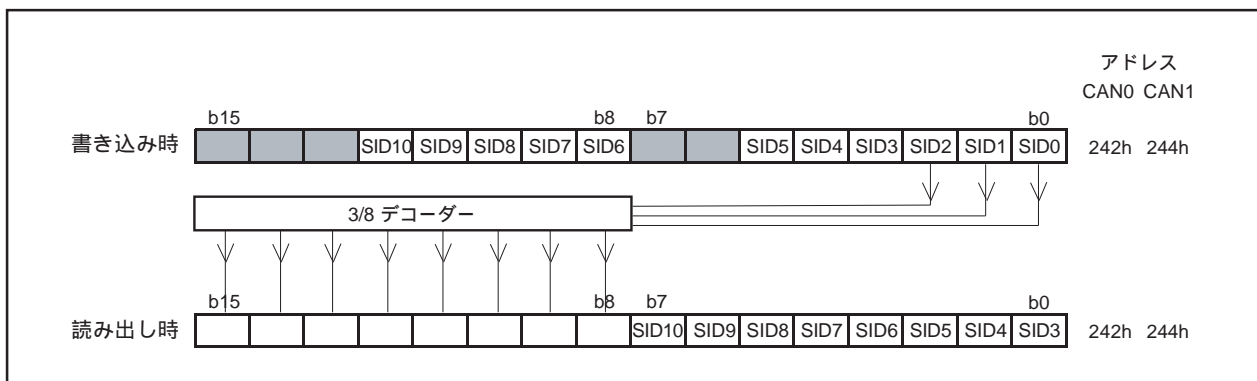 アドレス
CAN0 CAN1
b15 b8 b7 b0
書き込み時 SID10 SID9 SID8 SID7 SID6 SID5 SID4 SID3 SID2 SID1 SID0 242h 244h
3/8 デコーダー
b15 b8 b7 b0
読み出し時 SID10 SID9 SID8 SID7 SID6 SID5 SID4 SID3 242h 244h